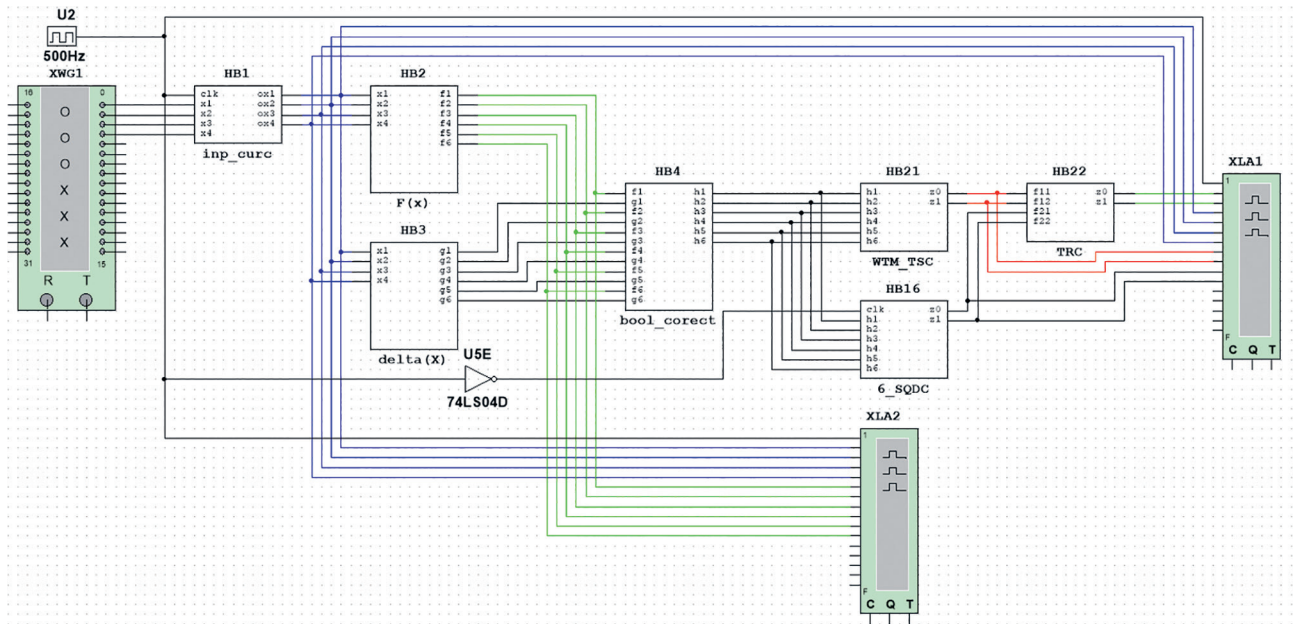 U2
500Hz
XWG1
16 0
O
O
O
X
X
X
31 15
R T
HB1
clk ox1
x1 ox2
x2 ox3
x3 ox4
x4
inp_curc
HB2
x1 f1
x2 f2
x3 f3
x4 f4
f5
f6
F(x)
HB3
x1 g1
x2 g2
x3 g3
x4 g4
g5
g6
delta(X)
U5E
74LS04D
HB4
f1 h1
g1 h2
f2 h3
g2 h4
f3 h5
g3 h6
f4
g4
f5
g5
f6
g6
bool_corect
HB21
h1 z0
h2 z1
h3
h4
h5
h6
WTM_TSC
HB16
clk z0
h1 z1
h2
h3
h4
h5
h6
6_SQDC
HB22
f11 z0
f12 z1
f21
f22
TRC
XLA1
1
F
C Q T
XLA2
1
F
C Q T